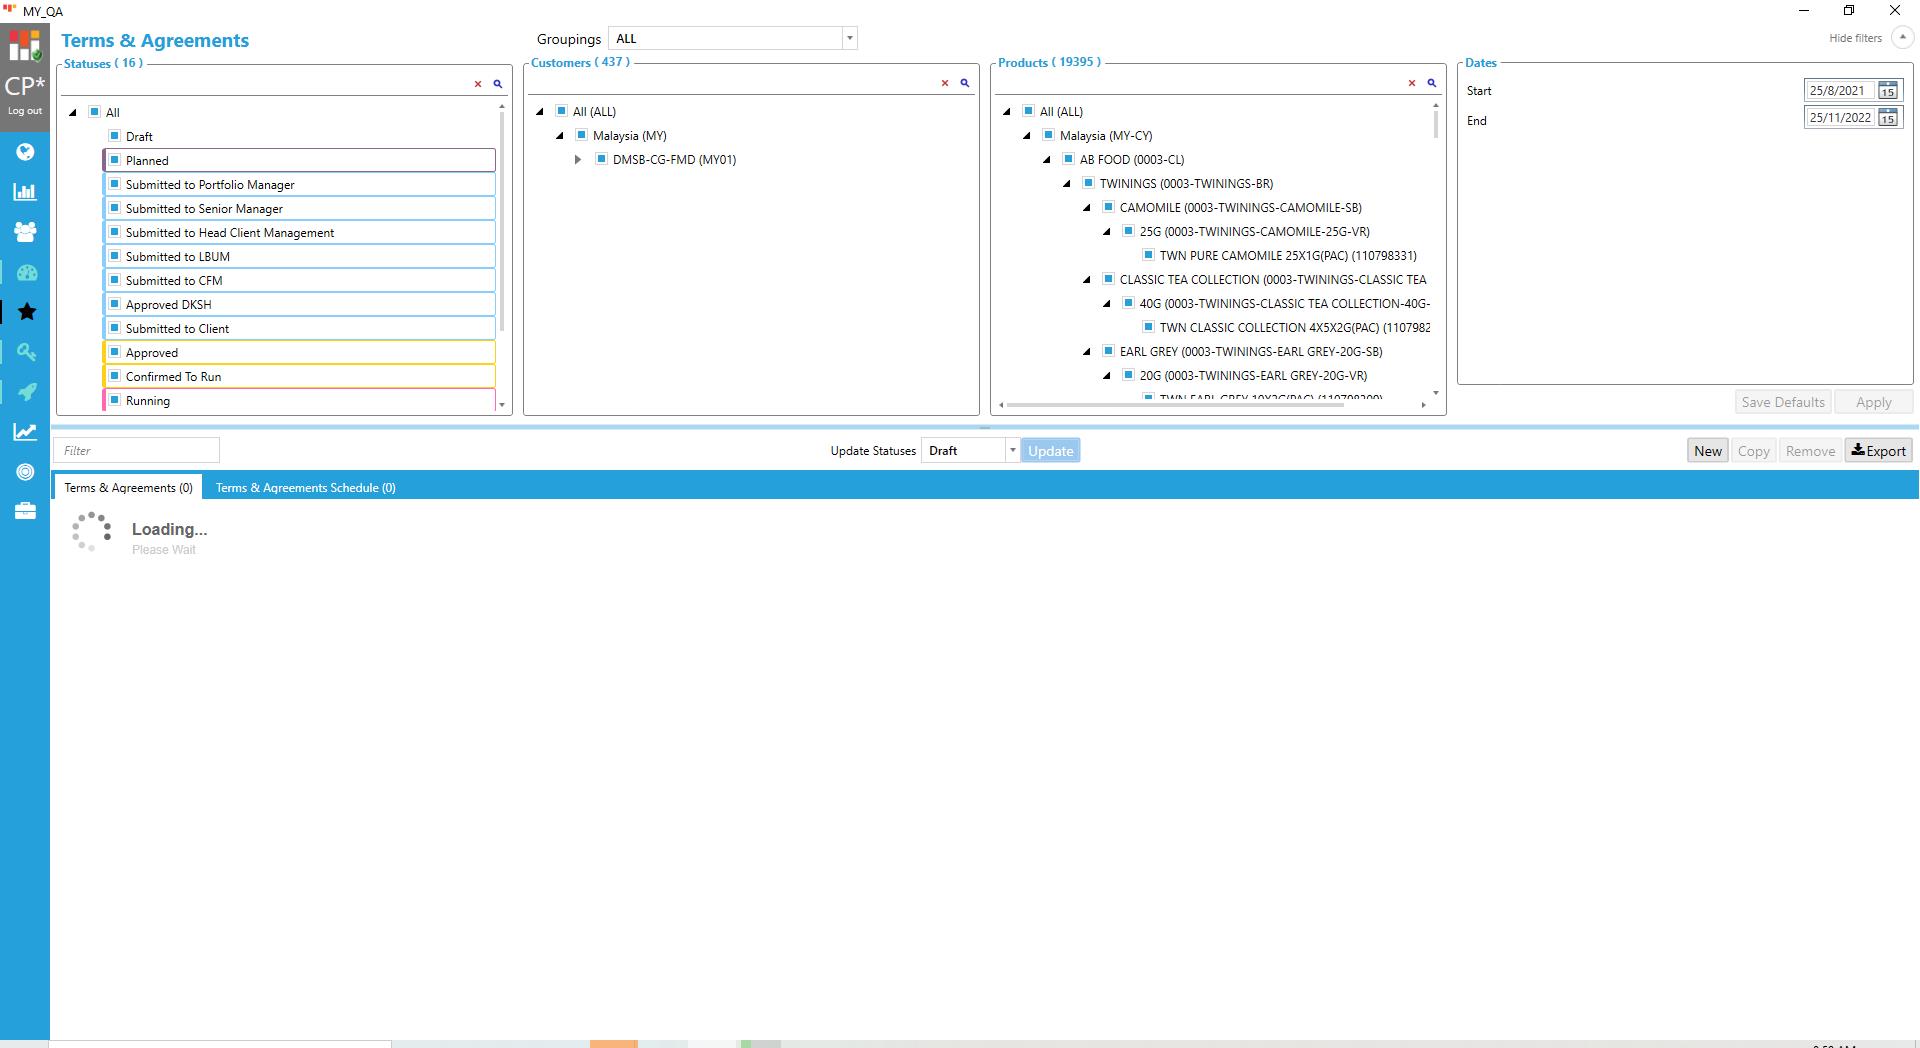 MY_QA
CP*
Log out
Terms & Agreements
Groupings
ALL
Hide filters
Statuses ( 16 )
All
Draft
Planned
Submitted to Portfolio Manager
Submitted to Senior Manager
Submitted to Head Client Management
Submitted to LBUM
Submitted to CFM
Approved DKSH
Submitted to Client
Approved
Confirmed To Run
Running
Customers ( 437 )
All (ALL)
Malaysia (MY)
DMSB-CG-FMD (MY01)
Products ( 19395 )
All (ALL)
Malaysia (MY-CY)
AB FOOD (0003-CL)
TWININGS (0003-TWININGS-BR)
CAMOMILE (0003-TWININGS-CAMOMILE-SB)
25G (0003-TWININGS-CAMOMILE-25G-VR)
TWN PURE CAMOMILE 25X1G(PAC) (110798331)
CLASSIC TEA COLLECTION (0003-TWININGS-CLASSIC TEA
40G (0003-TWININGS-CLASSIC TEA COLLECTION-40G-
TWN CLASSIC COLLECTION 4X5X2G(PAC) (1107982
EARL GREY (0003-TWININGS-EARL GREY-20G-SB)
20G (0003-TWININGS-EARL GREY-20G-VR)
Dates
Start
25/8/2021
15
End
25/11/2022
15
Save Defaults
Apply
Filter
Update Statuses
Draft
Update
New
Copy
Remove
Export
Terms & Agreements (0)
Terms & Agreements Schedule (0)
Loading...
Please Wait